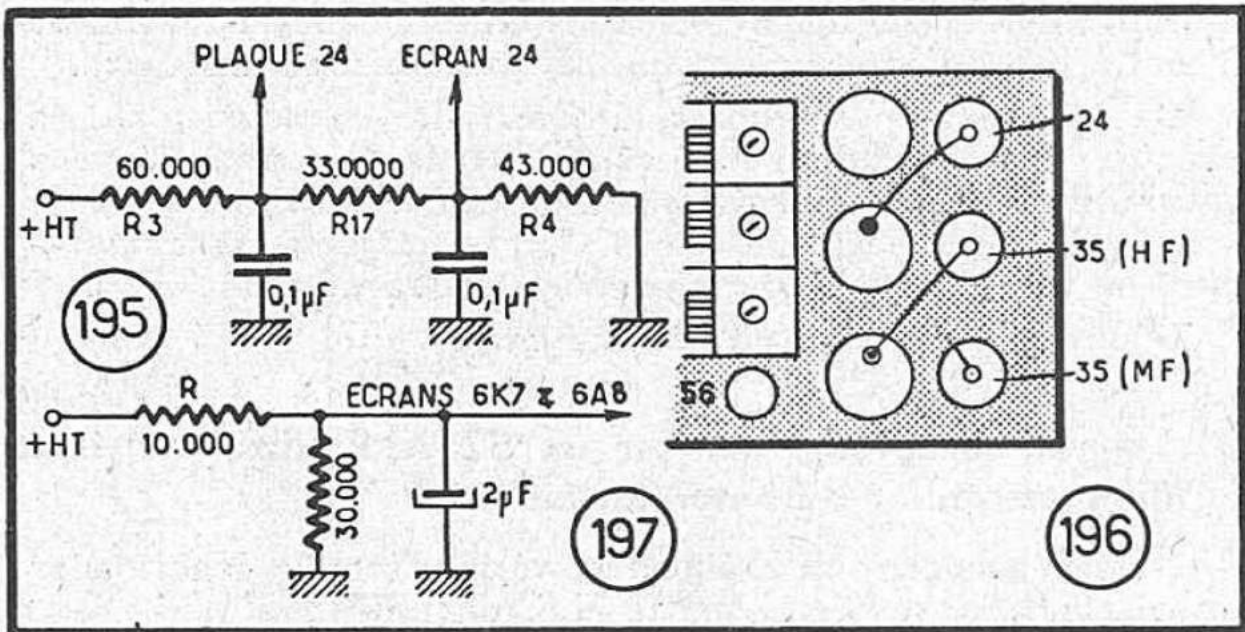 PLAQUE 24
ECRAN 24
60.000
33.0000
43.000
+HT
R3
R17
R4
0,1µF
0,1µF
195
R
ECRANS 6K7 & 6A8
+HT
10.000
30.000
2µF
197
24
35 (HF)
35 (MF)
56
196